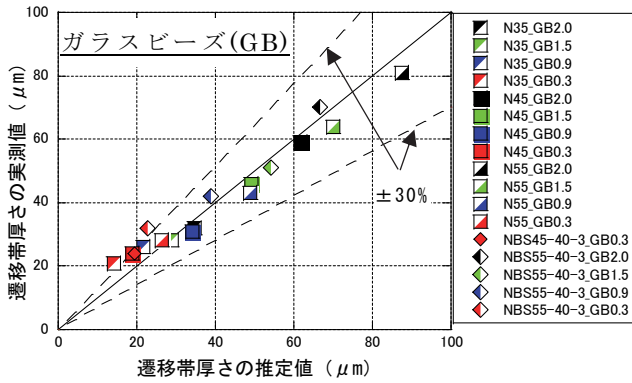 ガラスビーズ(GB)
遷移帯厚さの実測値 (μm)
100
80
60
40
20
0
0
20
40
60
80
100
±30%
遷移帯厚さの推定値 (μm)
N35_GB2.0
N35_GB1.5
N35_GB0.9
N35_GB0.3
N45_GB2.0
N45_GB1.5
N45_GB0.9
N45_GB0.3
N55_GB2.0
N55_GB1.5
N55_GB0.9
N55_GB0.3
NBS45-40-3_GB0.3
NBS55-40-3_GB2.0
NBS55-40-3_GB1.5
NBS55-40-3_GB0.9
NBS55-40-3_GB0.3